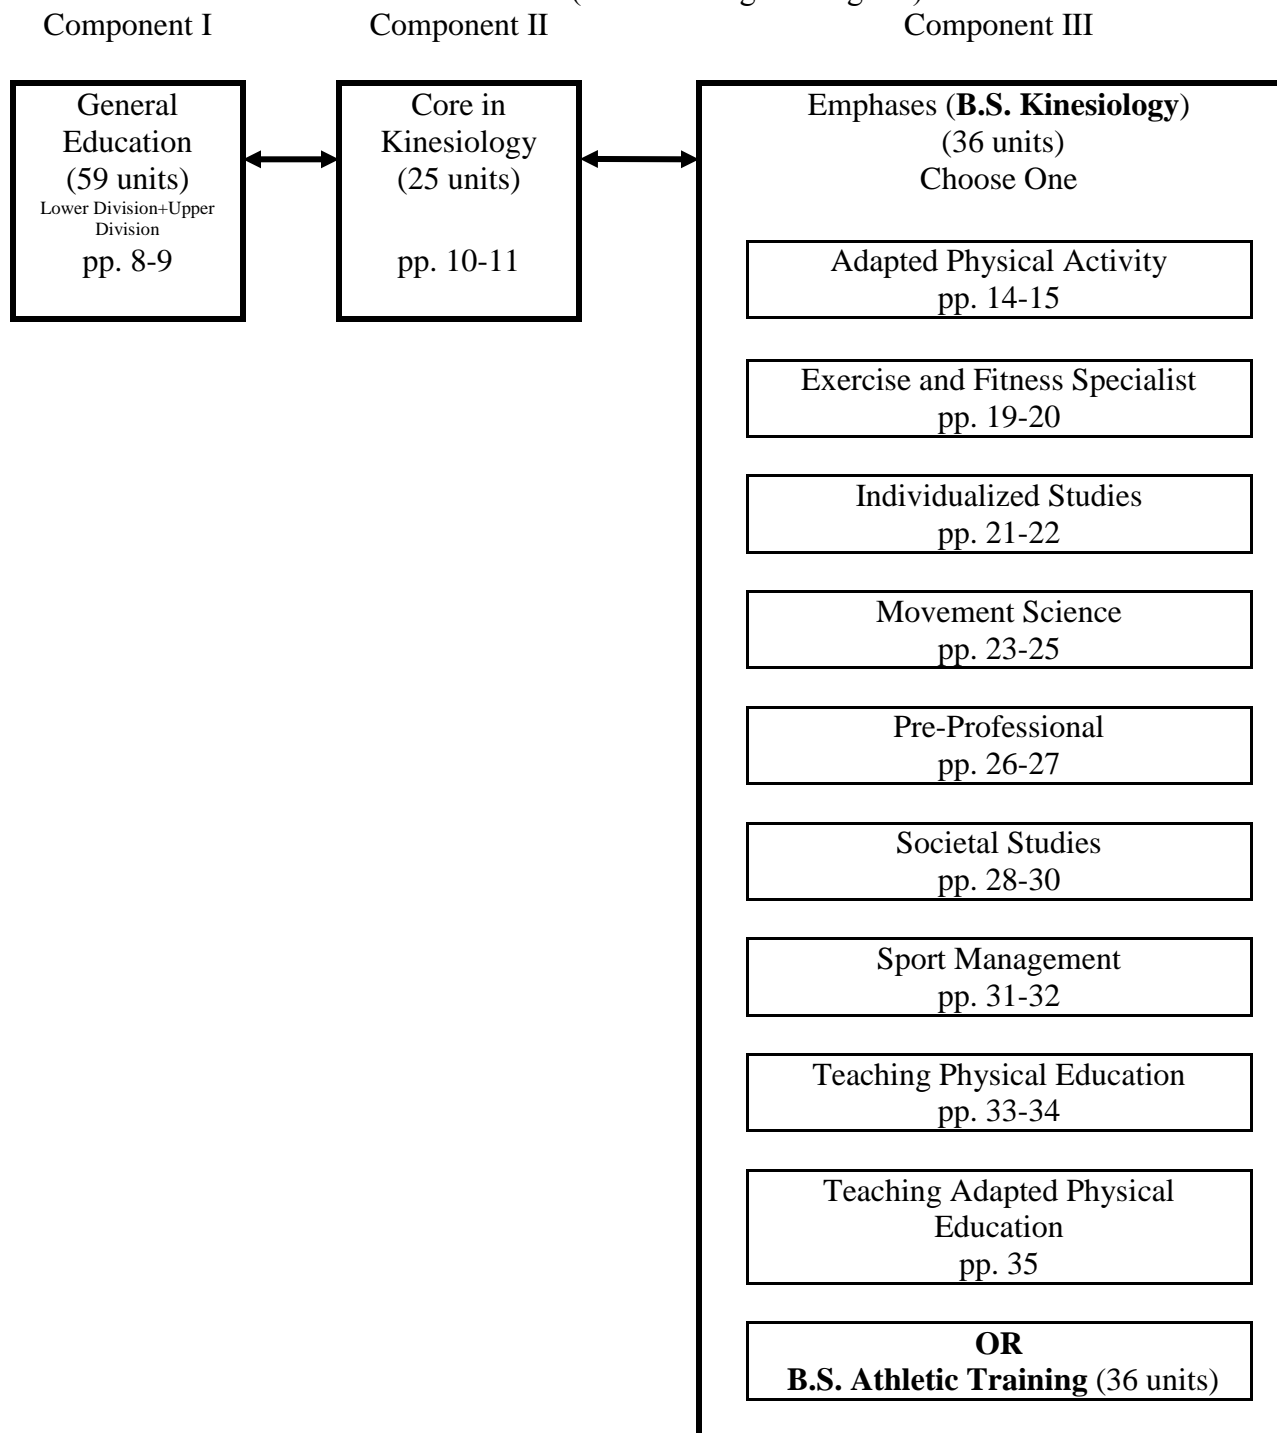 Component I
Component II
Component III
General
Education
(59 units)
Lower Division+Upper
Division
pp. 8-9
Core in
Kinesiology
(25 units)
pp. 10-11
Emphases (B.S. Kinesiology)
(36 units)
Choose One
Adapted Physical Activity
pp. 14-15
Exercise and Fitness Specialist
pp. 19-20
Individualized Studies
pp. 21-22
Movement Science
pp. 23-25
Pre-Professional
pp. 26-27
Societal Studies
pp. 28-30
Sport Management
pp. 31-32
Teaching Physical Education
pp. 33-34
Teaching Adapted Physical
Education
pp. 35
OR
B.S. Athletic Training (36 units)